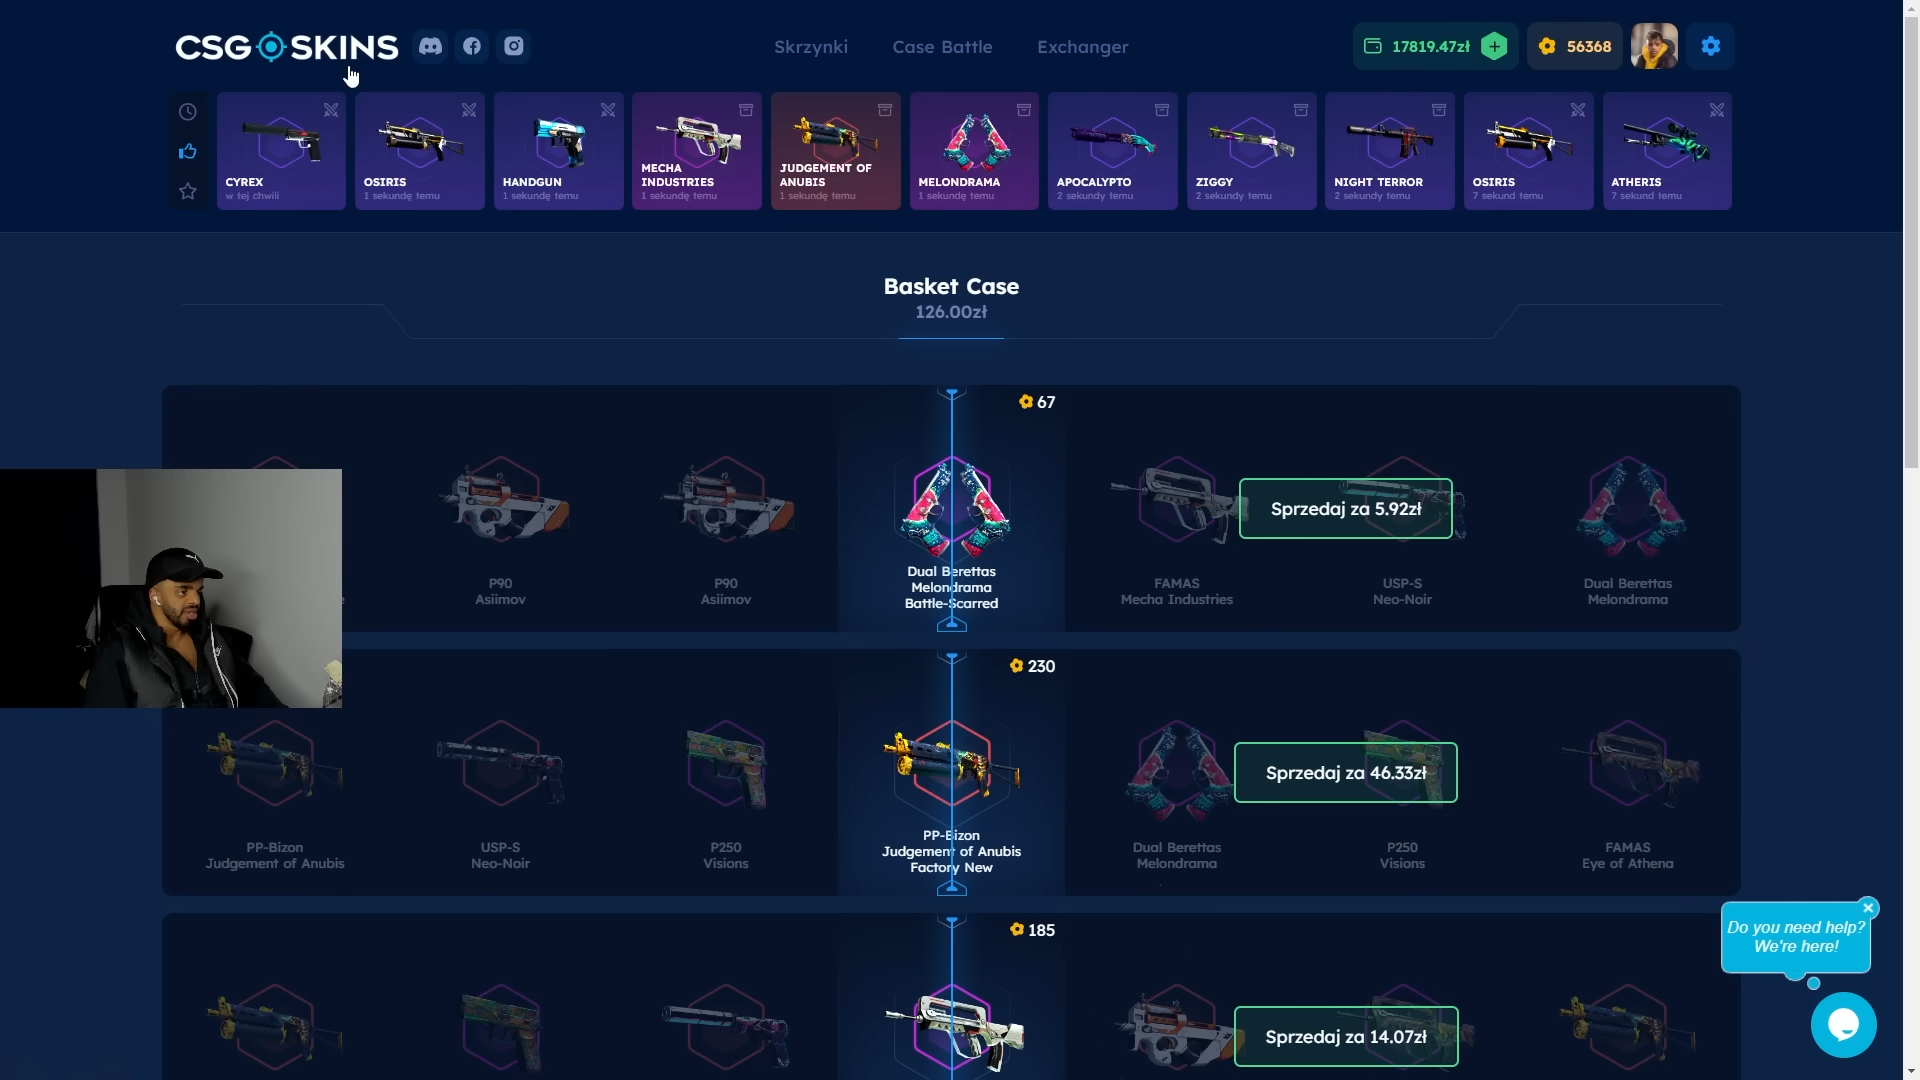 CSG SKINS
Skrzynki
Case Battle
Exchanger
17819.47zł
56368
CYREX
w tej chwili
OSIRIS
1 sekundę temu
HANDGUN
1 sekundę temu
MECHA
INDUSTRIES
1 sekundę temu
JUDGEMENT OF
ANUBIS
1 sekundę temu
MELONDRAMA
1 sekundę temu
APOCALYPTO
2 sekundy temu
ZIGGY
2 sekundy temu
NIGHT TERROR
2 sekundy temu
OSIRIS
7 sekund temu
ATHERIS
7 sekund temu
Basket Case
126.00zł
67
P90
Asiimov
P90
Asiimov
Dual Berettas
Melondrama
Battle-Scarred
FAMAS
Mecha Industries
Sprzedaj za 5.92zł
USP-S
Neo-Noir
Dual Berettas
Melondrama
230
PP-Bizon
Judgement of Anubis
USP-S
Neo-Noir
P250
Visions
PP-Bizon
Judgement of Anubis
Factory New
Dual Berettas
Melondrama
Sprzedaj za 46.33zł
P250
Visions
FAMAS
Eye of Athena
185
Sprzedaj za 14.07zł
Do you need help?
We're here!